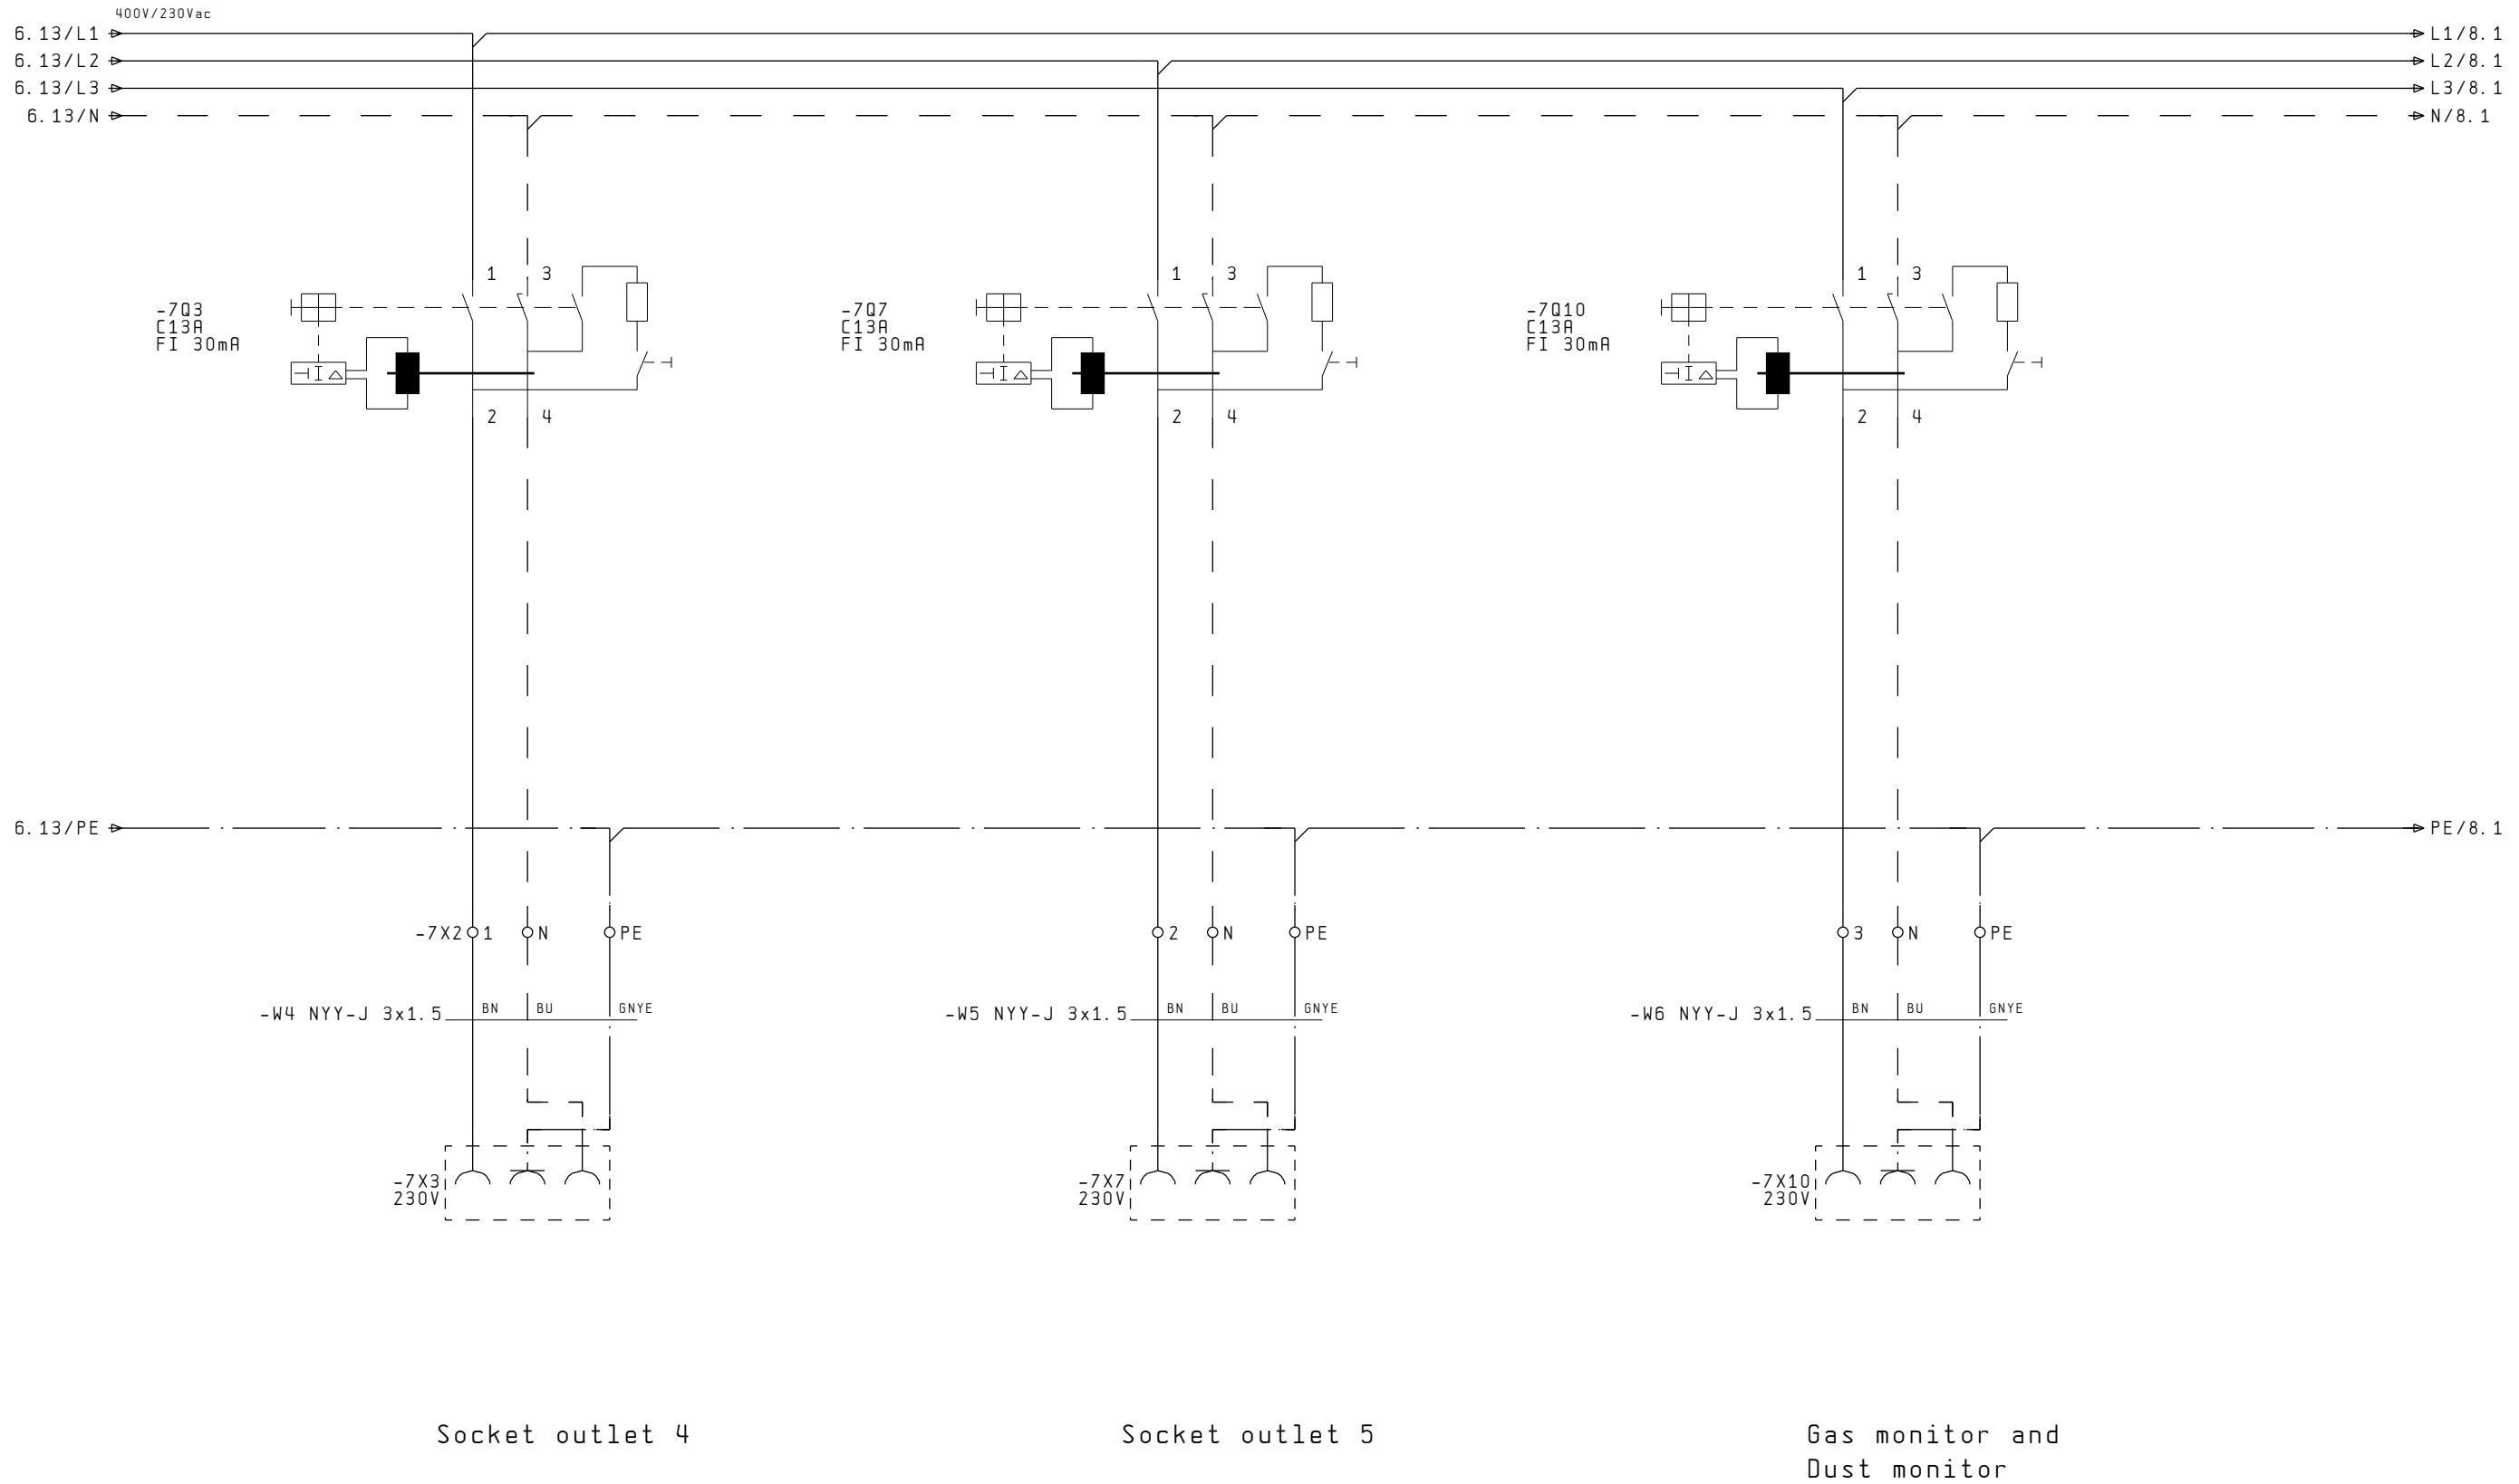 400V/230Vac
6.13/L1
L1/8.1
6.13/L2
L2/8.1
6.13/L3
L3/8.1
6.13/N
N/8.1
1 3
-7Q3
C13A
FI 30mA
2 4
1 3
-7Q7
C13A
FI 30mA
2 4
1 3
-7Q10
C13A
FI 30mA
2 4
6.13/PE
PE/8.1
-7X2 1 N PE
2 N PE
3 N PE
-W4 NYY-J 3x1.5 BN BU GNYE
-W5 NYY-J 3x1.5 BN BU GNYE
-W6 NYY-J 3x1.5 BN BU GNYE
-7X3
230V
-7X7
230V
-7X10
230V
Socket outlet 4
Socket outlet 5
Gas monitor and
Dust monitor